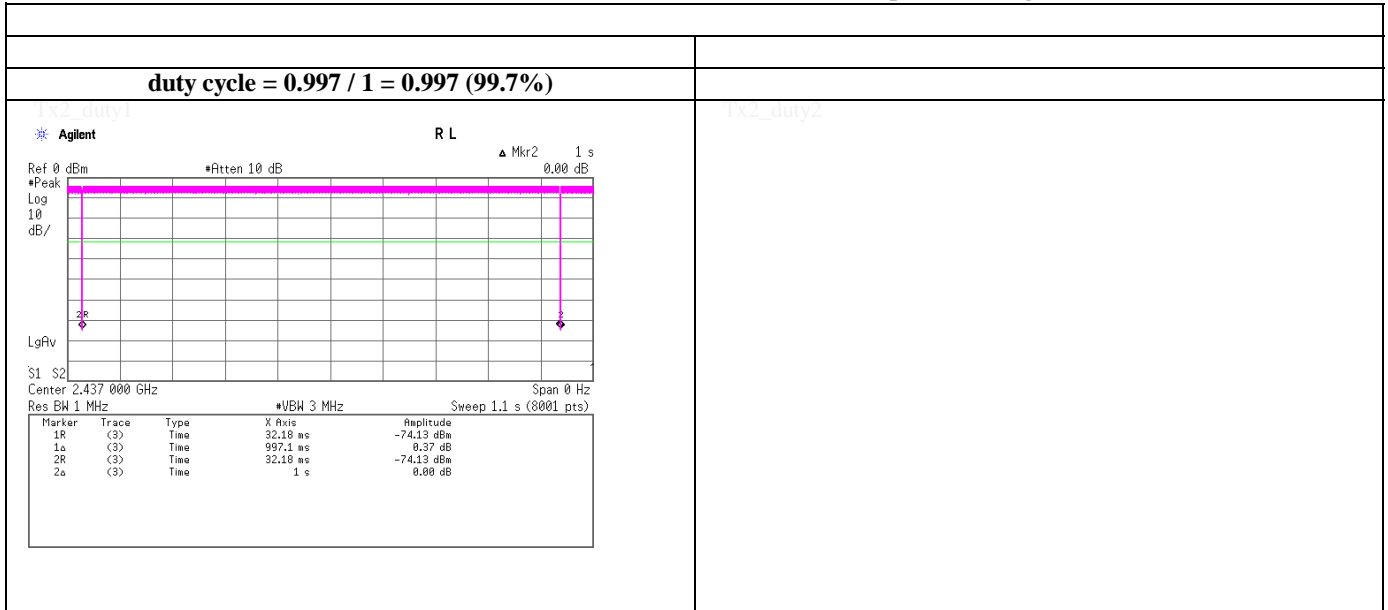 duty cycle = 0.997 / 1 = 0.997 (99.7%)
Tx2_duty1
Tx2_duty2
Agilent R L
Δ Mkr2 1 s
Ref 0 dBm #Atten 10 dB 0.00 dB
#Peak
Log
10
dB/
2R 2
LgAv
S1 S2
Center 2.437 000 GHz Span 0 Hz
Res BW 1 MHz #VBW 3 MHz Sweep 1.1 s (8001 pts)
Marker Trace Type X Axis Amplitude
1R (3) Time 32.18 ms -74.13 dBm
1Δ (3) Time 997.1 ms 0.37 dB
2R (3) Time 32.18 ms -74.13 dBm
2Δ (3) Time 1 s 0.00 dB